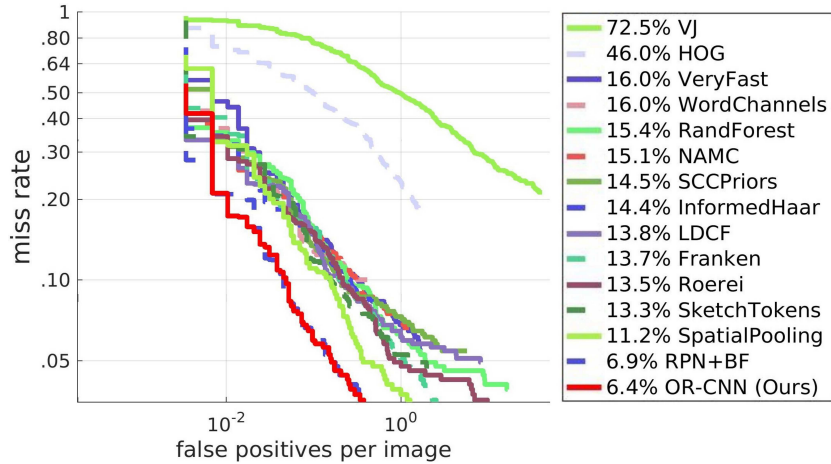 1
.80
.64
.50
.40
.30
.20
.10
.05
miss rate
10^-2
10^0
false positives per image
72.5% VJ
46.0% HOG
16.0% VeryFast
16.0% WordChannels
15.4% RandForest
15.1% NAMC
14.5% SCCPriors
14.4% InformedHaar
13.8% LDCF
13.7% Franken
13.5% Roerei
13.3% SketchTokens
11.2% SpatialPooling
6.9% RPN+BF
6.4% OR-CNN (Ours)